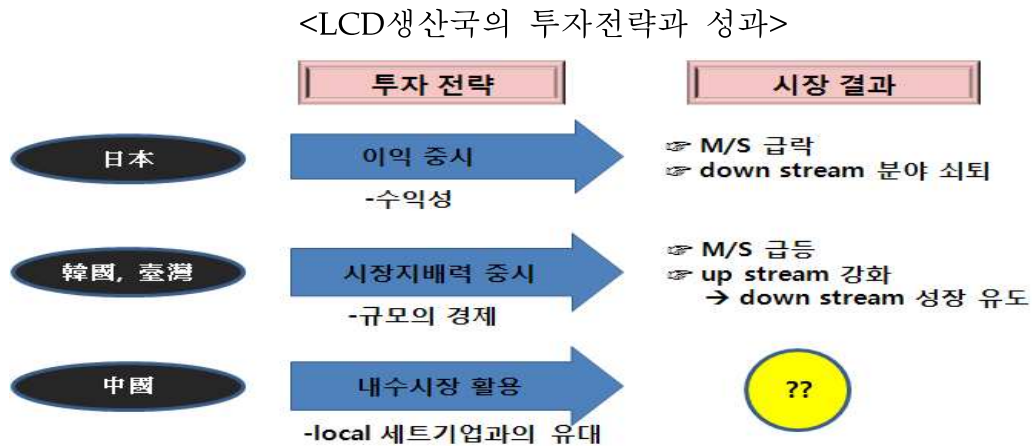 <LCD생산국의 투자전략과 성과>
투자 전략
시장 결과
日本
이익 중시
-수익성
☞ M/S 급락
☞ down stream 분야 쇠퇴
韓國, 臺灣
시장지배력 중시
-규모의 경제
☞ M/S 급등
☞ up stream 강화
→ down stream 성장 유도
中國
내수시장 활용
-local 세트기업과의 유대
??